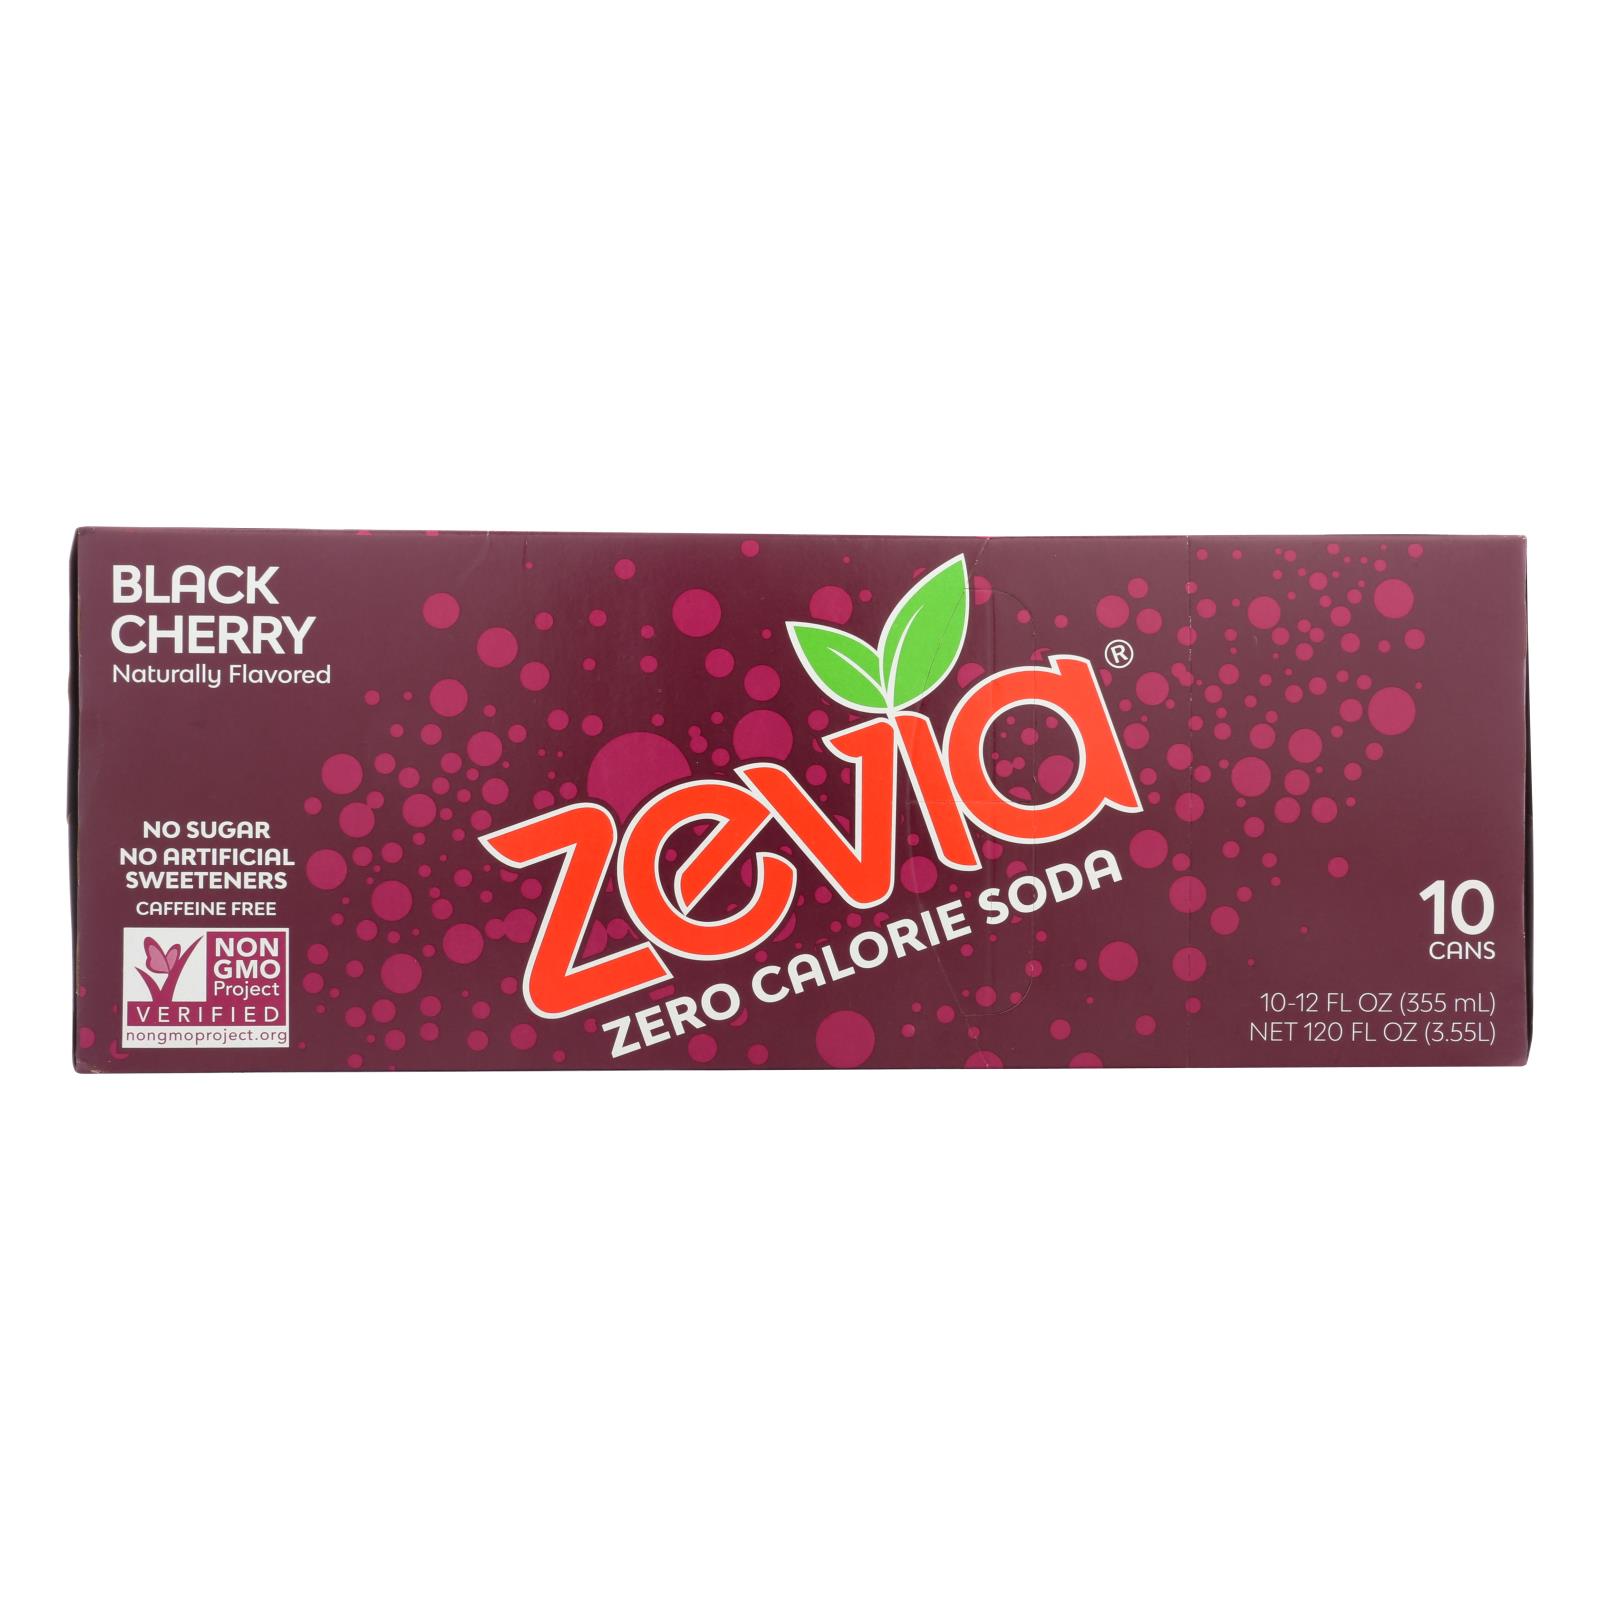 BLACK
CHERRY
Naturally Flavored
zevia®
ZERO CALORIE SODA
NO SUGAR
NO ARTIFICIAL
SWEETENERS
CAFFEINE FREE
NON
GMO
Project
VERIFIED
nongmoproject.org
10
CANS
10-12 FL OZ (355 mL)
NET 120 FL OZ (3.55L)